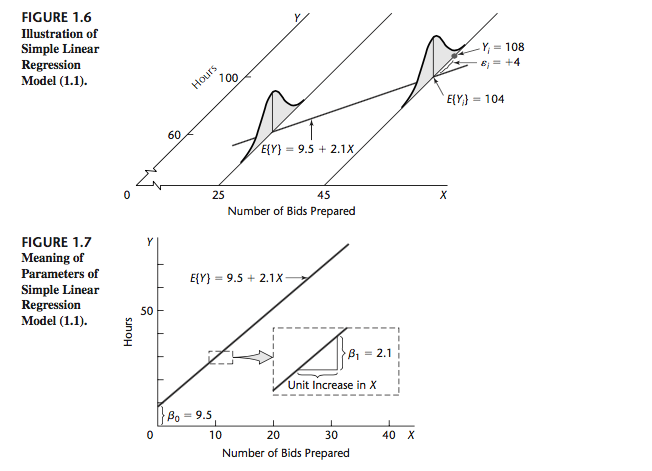 FIGURE 1.6
Illustration of
Simple Linear
Regression
Model (1.1).
Y
Hours
100
60
Yᵢ = 108
εᵢ = +4
E{Yᵢ} = 104
E{Y} = 9.5 + 2.1X
0
25
45
X
Number of Bids Prepared
FIGURE 1.7
Meaning of
Parameters of
Simple Linear
Regression
Model (1.1).
Y
E{Y} = 9.5 + 2.1X
50
Hours
β₁ = 2.1
Unit Increase in X
β₀ = 9.5
0
10
20
30
40
X
Number of Bids Prepared